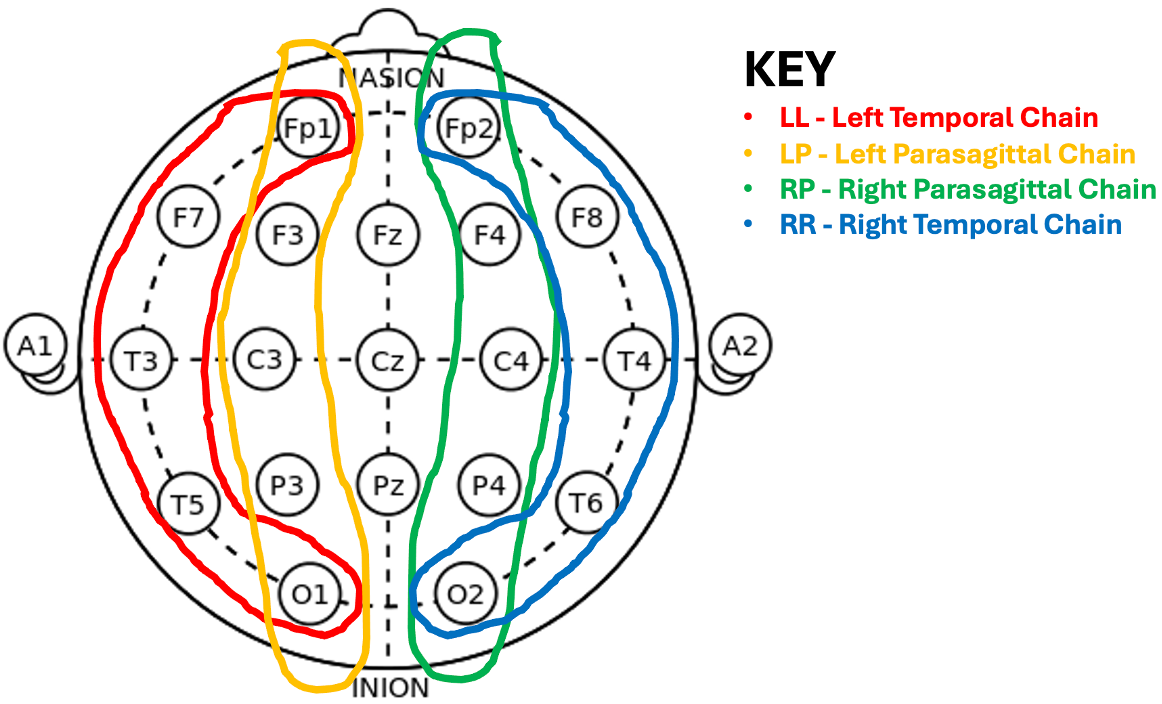 KEY
• LL - Left Temporal Chain
• LP - Left Parasagittal Chain
• RP - Right Parasagittal Chain
• RR - Right Temporal Chain
NASION
Fp1 Fp2
F7 F3 Fz F4 F8
A1 T3 C3 Cz C4 T4 A2
T5 P3 Pz P4 T6
O1 O2
INION